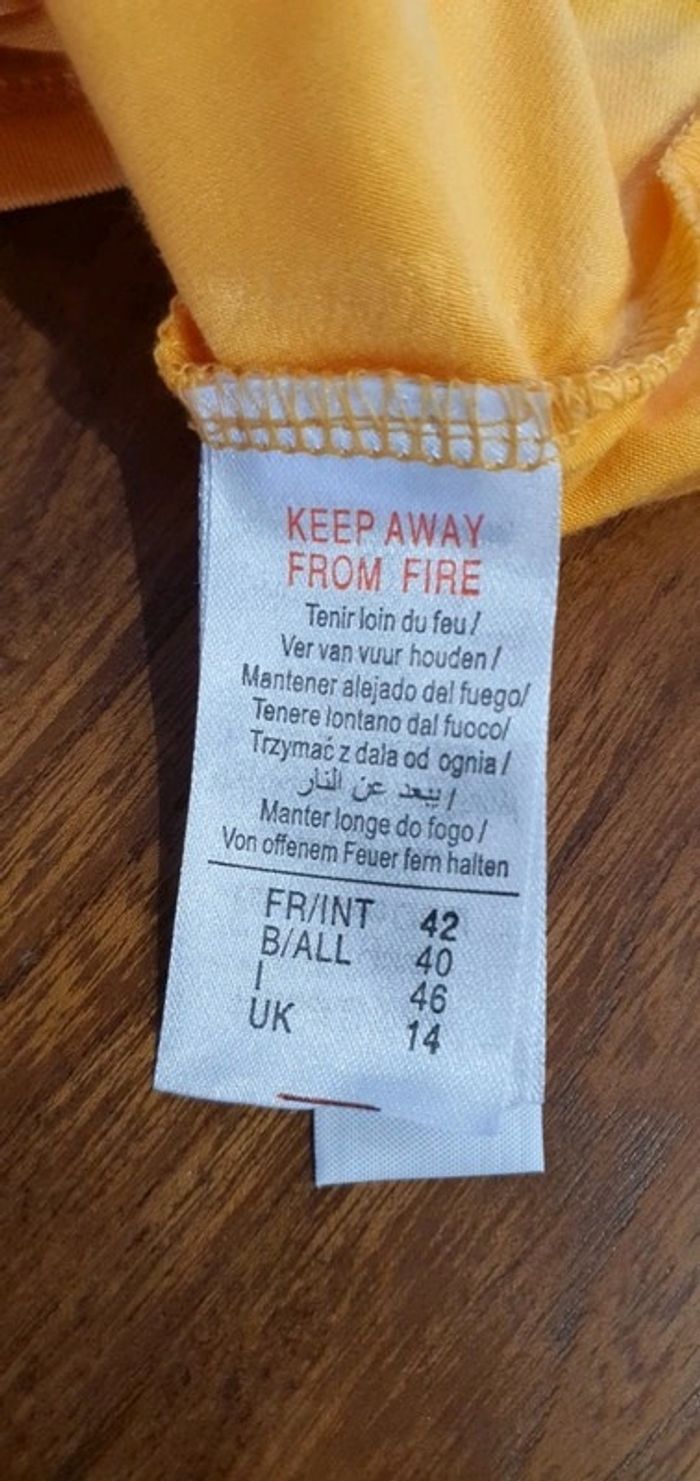 KEEP AWAY
FROM FIRE
Tenir loin du feu /
Ver van vuur houden /
Mantener alejado del fuego/
Tenere lontano dal fuoco/
Trzymać z dala od ognia /
يبعد عن النار /
Manter longe do fogo /
Von offenem Feuer fern halten
FR/INT 42
B/ALL 40
I 46
UK 14